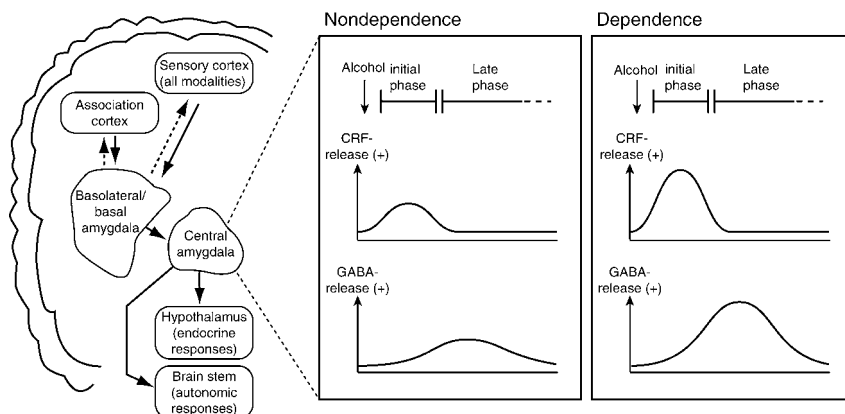 Sensory cortex
(all modalities)
Association
cortex
Basolateral/
basal
amygdala
Central
amygdala
Hypothalamus
(endocrine
responses)
Brain stem
(autonomic
responses)
Nondependence
Alcohol
initial
phase
Late
phase
CRF-
release (+)
GABA-
release (+)
Dependence
Alcohol
initial
phase
Late
phase
CRF-
release (+)
GABA-
release (+)